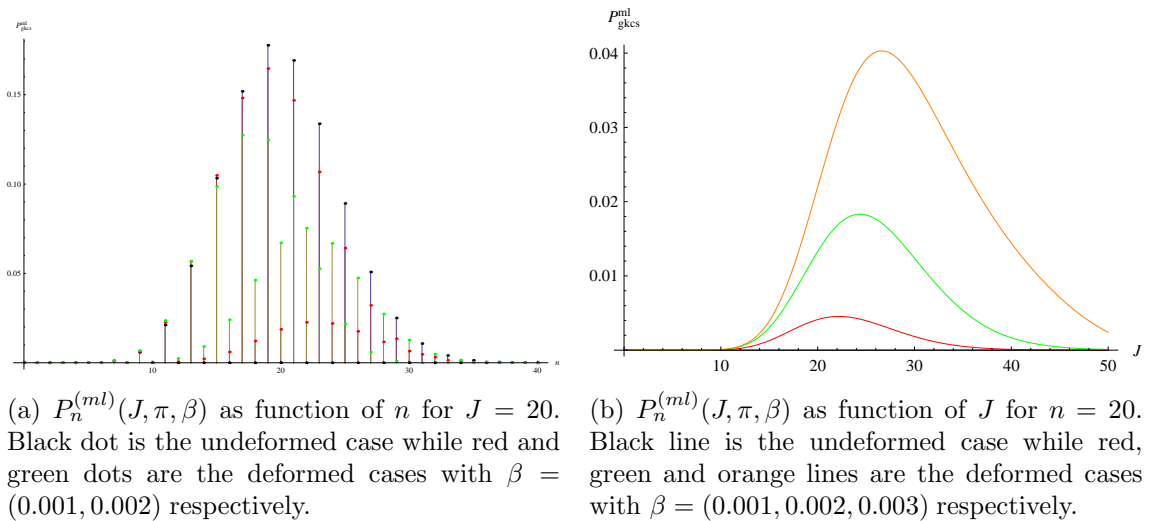 P^{ml}_{gkcs}
0.15
0.10
0.05
10
20
30
40
n
P^{ml}_{gkcs}
0.04
0.03
0.02
0.01
10
20
30
40
50
J
(a) P_n^{(ml)}(J, π, β) as function of n for J = 20.
Black dot is the undeformed case while red and
green dots are the deformed cases with β =
(0.001, 0.002) respectively.
(b) P_n^{(ml)}(J, π, β) as function of J for n = 20.
Black line is the undeformed case while red,
green and orange lines are the deformed cases
with β = (0.001, 0.002, 0.003) respectively.